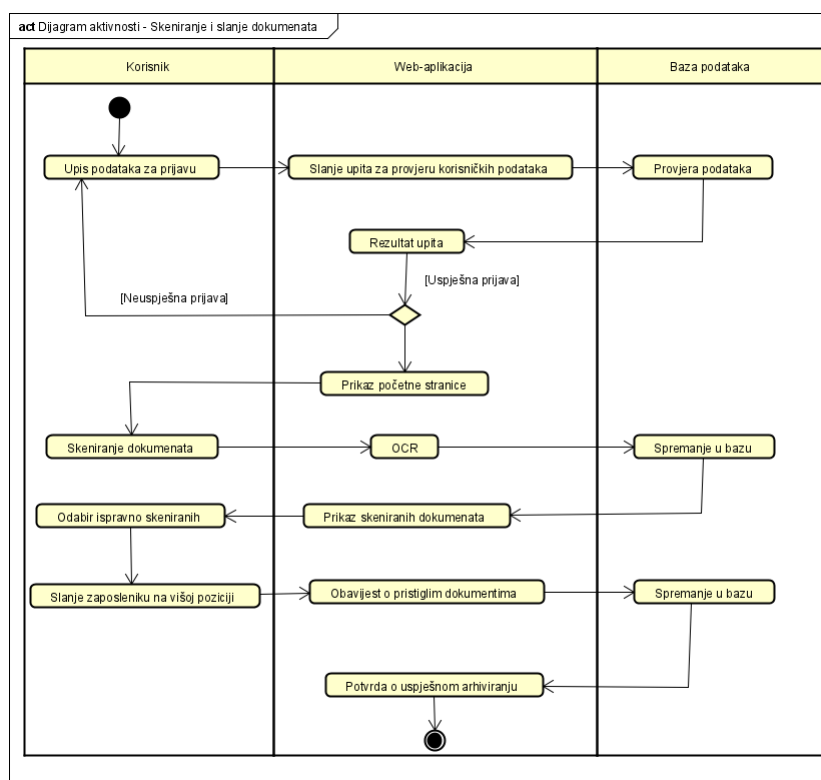 act Dijagram aktivnosti - Skeniranje i slanje dokumenata
Korisnik
Web-aplikacija
Baza podataka
Upis podataka za prijavu
Slanje upita za provjeru korisničkih podataka
Provjera podataka
Rezultat upita
[Uspješna prijava]
[Neuspješna prijava]
Prikaz početne stranice
Skeniranje dokumenata
OCR
Spremanje u bazu
Odabir ispravno skeniranih
Prikaz skeniranih dokumenata
Slanje zaposleniku na višoj poziciji
Obavijest o pristiglim dokumentima
Spremanje u bazu
Potvrda o uspješnom arhiviranju